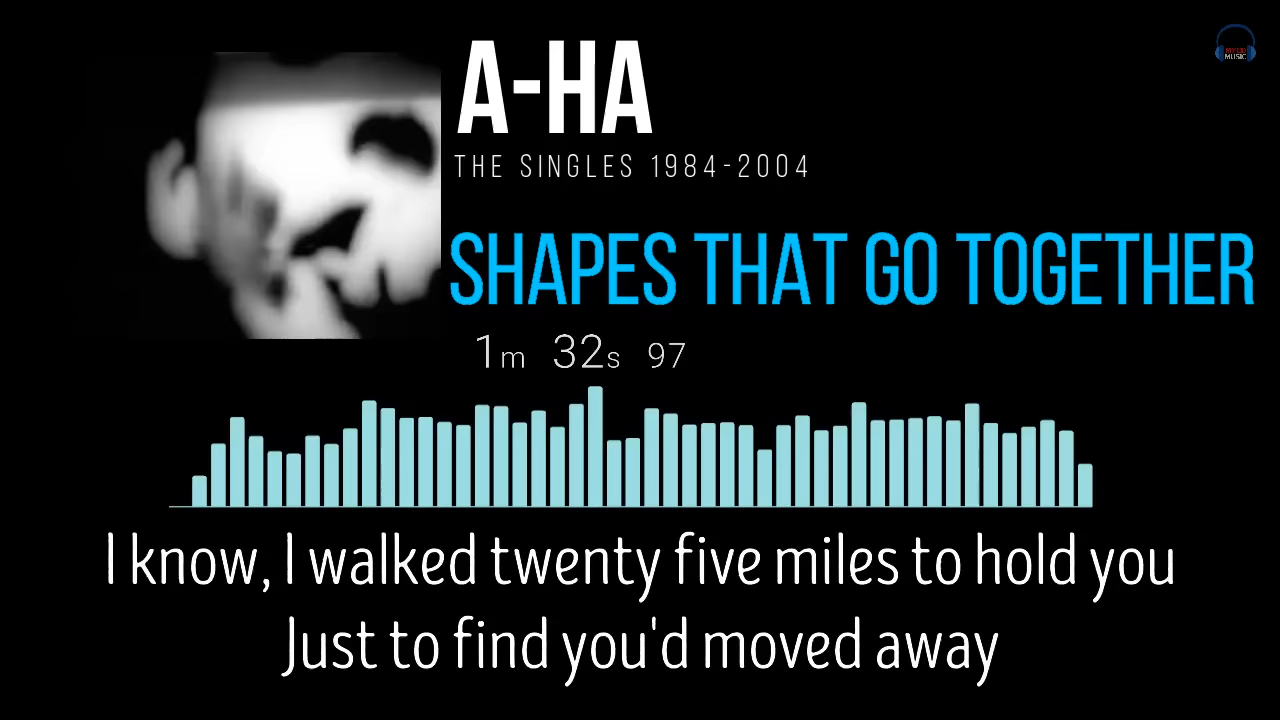 A-HA
THE SINGLES 1984-2004
SHAPES THAT GO TOGETHER
1m 32s 97
I know, I walked twenty five miles to hold you
Just to find you'd moved away
MUSIC